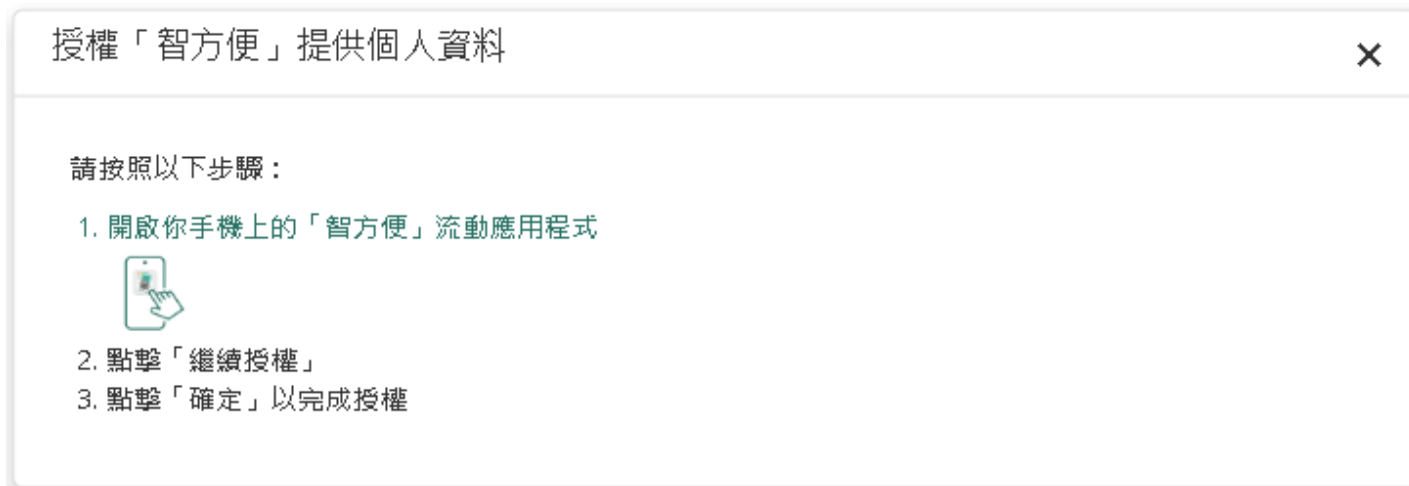 授權「智方便」提供個人資料
請按照以下步驟：
1. 開啟你手機上的「智方便」流動應用程式
2. 點擊「繼續授權」
3. 點擊「確定」以完成授權